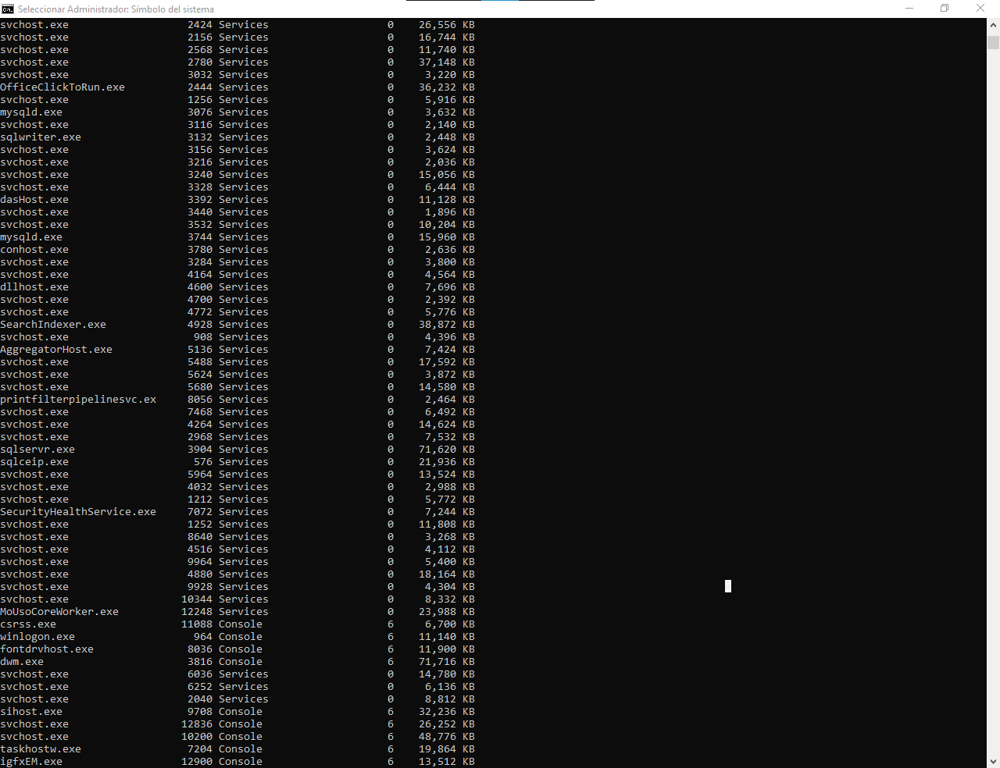 Seleccionar Administrador: Símbolo del sistema
svchost.exe 2424 Services 0 26,556 KB
svchost.exe 2156 Services 0 16,744 KB
svchost.exe 2568 Services 0 11,740 KB
svchost.exe 2780 Services 0 37,148 KB
svchost.exe 3032 Services 0 3,220 KB
OfficeClickToRun.exe 2444 Services 0 36,232 KB
svchost.exe 1256 Services 0 5,916 KB
mysqld.exe 3076 Services 0 3,632 KB
svchost.exe 3116 Services 0 2,140 KB
sqlwriter.exe 3132 Services 0 2,448 KB
svchost.exe 3156 Services 0 3,624 KB
svchost.exe 3216 Services 0 2,036 KB
svchost.exe 3240 Services 0 15,056 KB
svchost.exe 3328 Services 0 6,444 KB
dasHost.exe 3392 Services 0 11,128 KB
svchost.exe 3440 Services 0 1,896 KB
svchost.exe 3532 Services 0 10,204 KB
mysqld.exe 3744 Services 0 15,960 KB
conhost.exe 3780 Services 0 2,636 KB
svchost.exe 3284 Services 0 3,800 KB
svchost.exe 4164 Services 0 4,564 KB
dllhost.exe 4600 Services 0 7,696 KB
svchost.exe 4700 Services 0 2,392 KB
svchost.exe 4772 Services 0 5,776 KB
SearchIndexer.exe 4928 Services 0 38,872 KB
svchost.exe 908 Services 0 4,396 KB
AggregatorHost.exe 5136 Services 0 7,424 KB
svchost.exe 5488 Services 0 17,592 KB
svchost.exe 5624 Services 0 3,872 KB
svchost.exe 5680 Services 0 14,580 KB
printfilterpipelinesvc.ex 8056 Services 0 2,464 KB
svchost.exe 7468 Services 0 6,492 KB
svchost.exe 4264 Services 0 14,624 KB
svchost.exe 2968 Services 0 7,532 KB
sqlservr.exe 3904 Services 0 71,620 KB
sqlceip.exe 576 Services 0 21,936 KB
svchost.exe 5964 Services 0 13,524 KB
svchost.exe 4032 Services 0 2,988 KB
svchost.exe 1212 Services 0 5,772 KB
SecurityHealthService.exe 7072 Services 0 7,244 KB
svchost.exe 1252 Services 0 11,808 KB
svchost.exe 8640 Services 0 3,268 KB
svchost.exe 4516 Services 0 4,112 KB
svchost.exe 9964 Services 0 5,400 KB
svchost.exe 4880 Services 0 18,164 KB
svchost.exe 9928 Services 0 4,304 KB
svchost.exe 10344 Services 0 8,332 KB
MoUsoCoreWorker.exe 12248 Services 0 23,988 KB
csrss.exe 11088 Console 6 6,700 KB
winlogon.exe 964 Console 6 11,140 KB
fontdrvhost.exe 8036 Console 6 11,900 KB
dwm.exe 3816 Console 6 71,716 KB
svchost.exe 6036 Services 0 14,780 KB
svchost.exe 6252 Services 0 6,136 KB
svchost.exe 2040 Services 0 8,812 KB
sihost.exe 9708 Console 6 32,236 KB
svchost.exe 12836 Console 6 26,252 KB
svchost.exe 10200 Console 6 48,776 KB
taskhostw.exe 7204 Console 6 19,864 KB
igfxEM.exe 12900 Console 6 13,512 KB